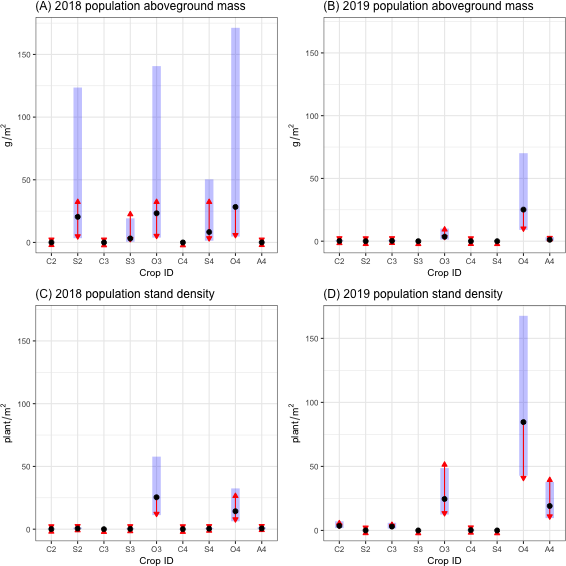 (A) 2018 population aboveground mass
g/m²
150
100
50
0
C2 S2 C3 S3 O3 C4 S4 O4 A4
Crop ID
(B) 2019 population aboveground mass
g/m²
150
100
50
0
C2 S2 C3 S3 O3 C4 S4 O4 A4
Crop ID
(C) 2018 population stand density
plant/m²
150
100
50
0
C2 S2 C3 S3 O3 C4 S4 O4 A4
Crop ID
(D) 2019 population stand density
plant/m²
150
100
50
0
C2 S2 C3 S3 O3 C4 S4 O4 A4
Crop ID